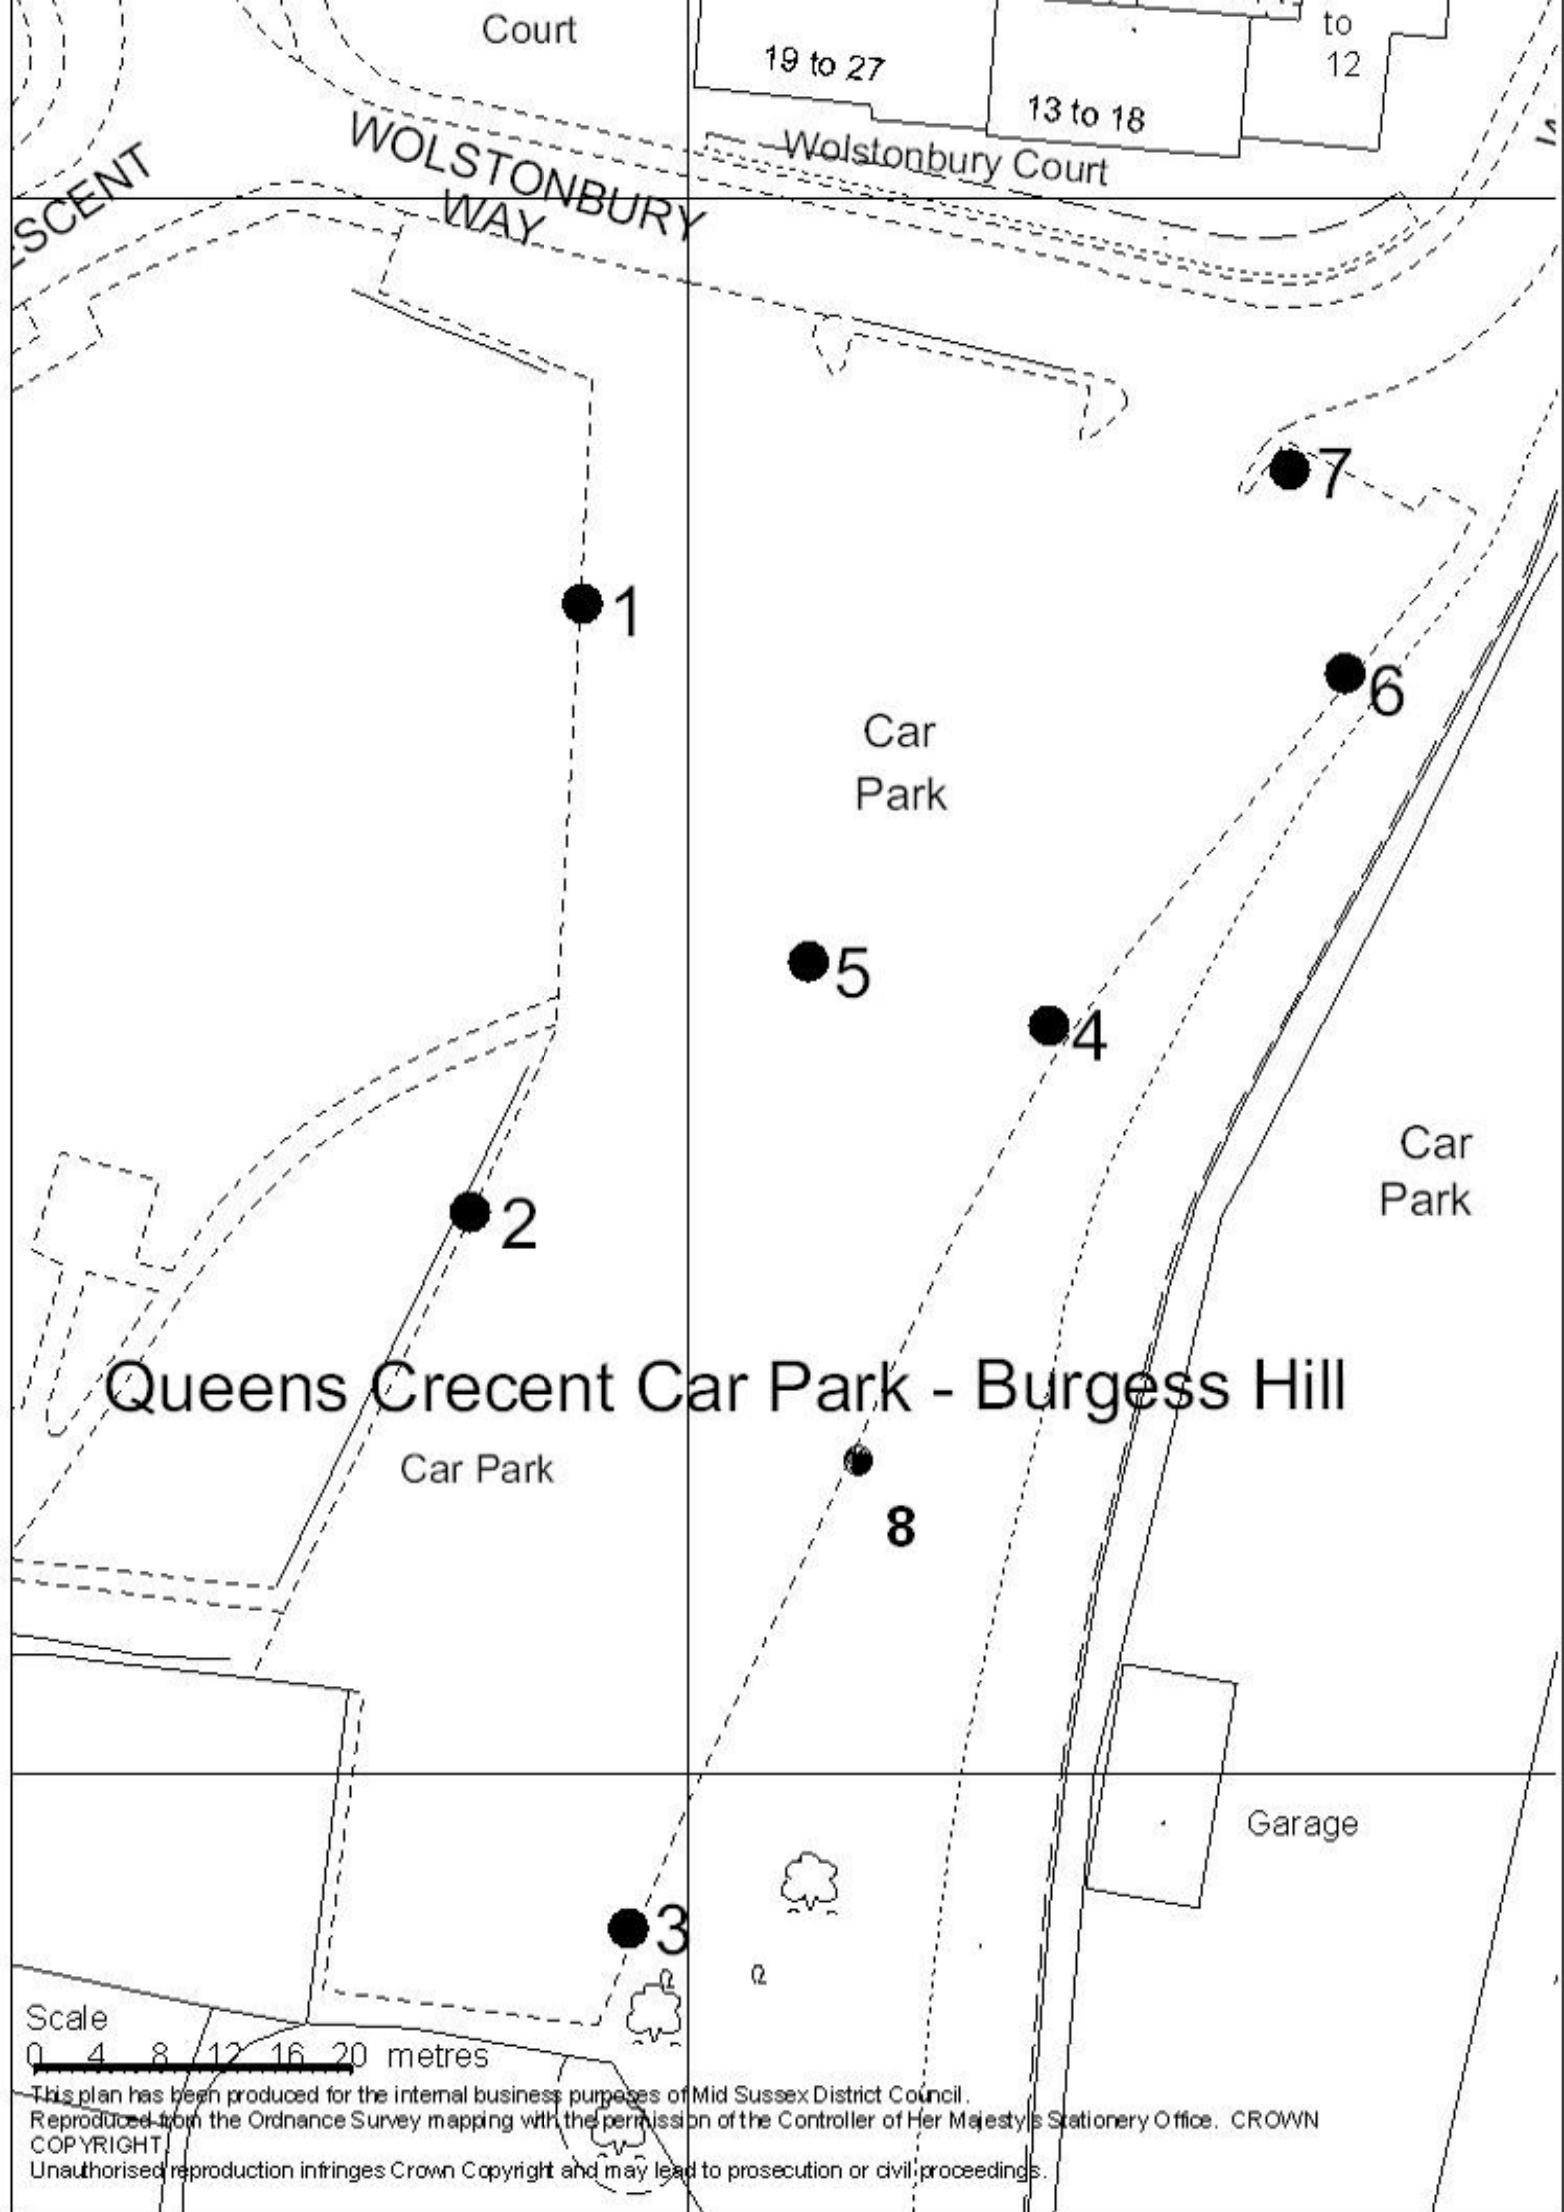 Court
to
12
19 to 27
13 to 18
WOLSTONBURY
WAY
Wolstonbury Court
SCENT
7
1
6
Car
Park
5
4
Car
Park
2
Queens Crecent Car Park - Burgess Hill
Car Park
8
Garage
3
Scale
0 4 8 12 16 20 metres
This plan has been produced for the internal business purposes of Mid Sussex District Council.
Reproduced from the Ordnance Survey mapping with the permission of the Controller of Her Majesty's Stationery Office. CROWN
COPYRIGHT
Unauthorised reproduction infringes Crown Copyright and may lead to prosecution or civil proceedings.